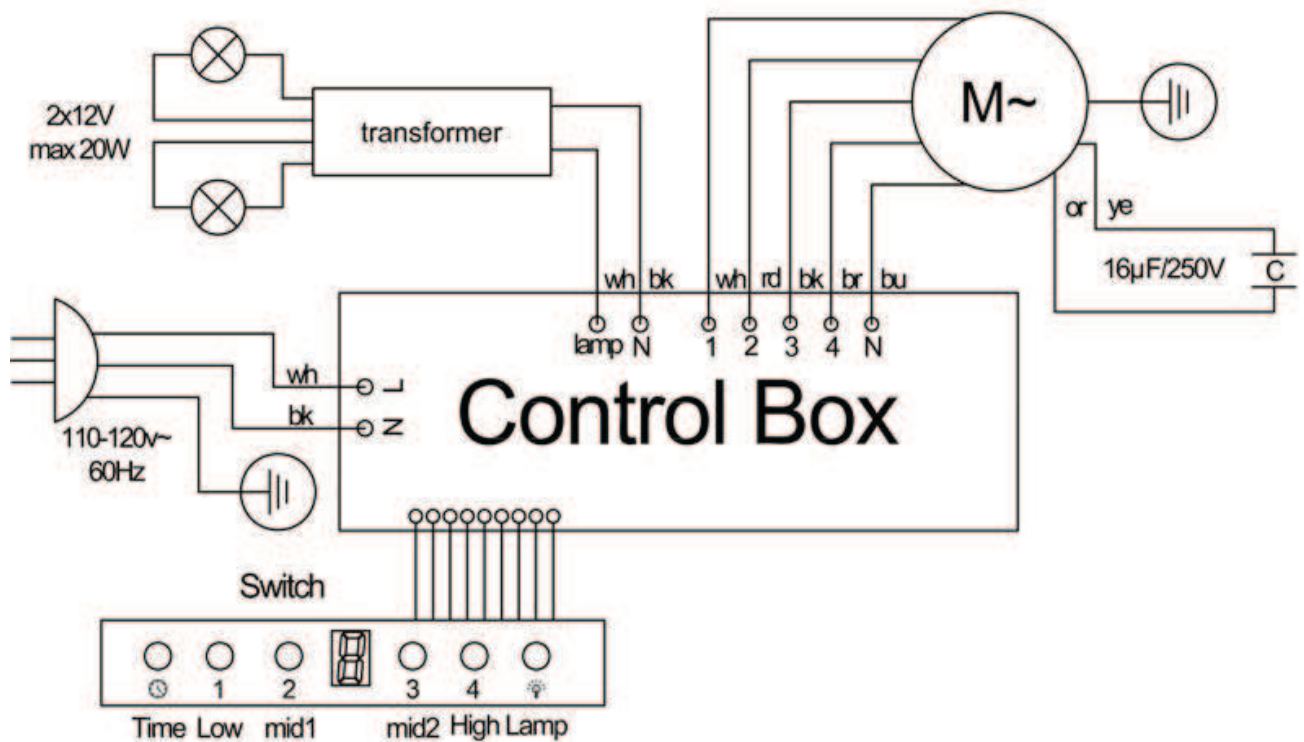 2x12V
max 20W
transformer
M~
or ye
16µF/250V
C
wh bk
wh rd bk br bu
lamp N 1 2 3 4 N
wh
L
bk
N
Control Box
110-120v~
60Hz
Switch
8
1 2 3 4
Time Low mid1 mid2 High Lamp